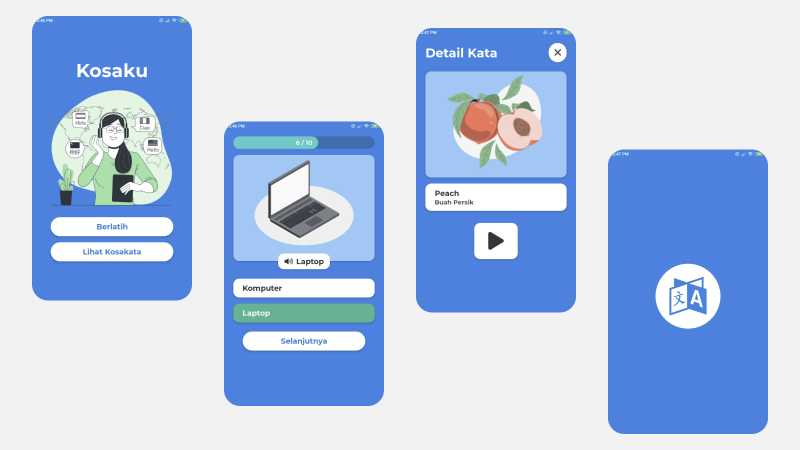 Kosaku
Hola
Ciao
Hello
Berlatih
Lihat Kosakata
6 / 10
Laptop
Komputer
Laptop
Selanjutnya
Detail Kata
Peach
Buah Persik
文 A